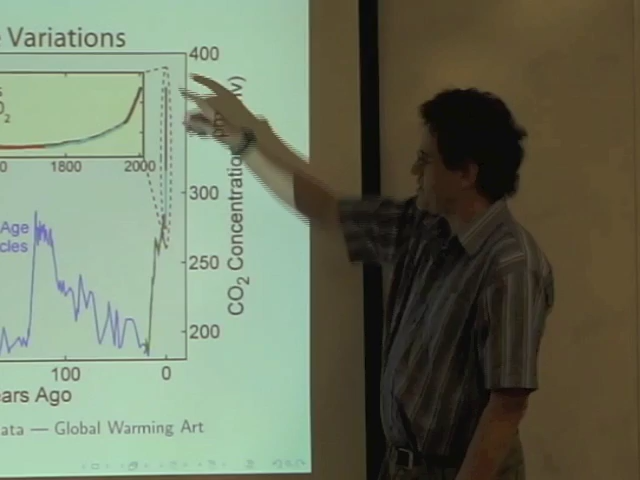 e Variations
400
s
O2
1800
2000
300
Age
cles
250
200
CO2 Concentration
100
0
ars Ago
ata — Global Warming Art